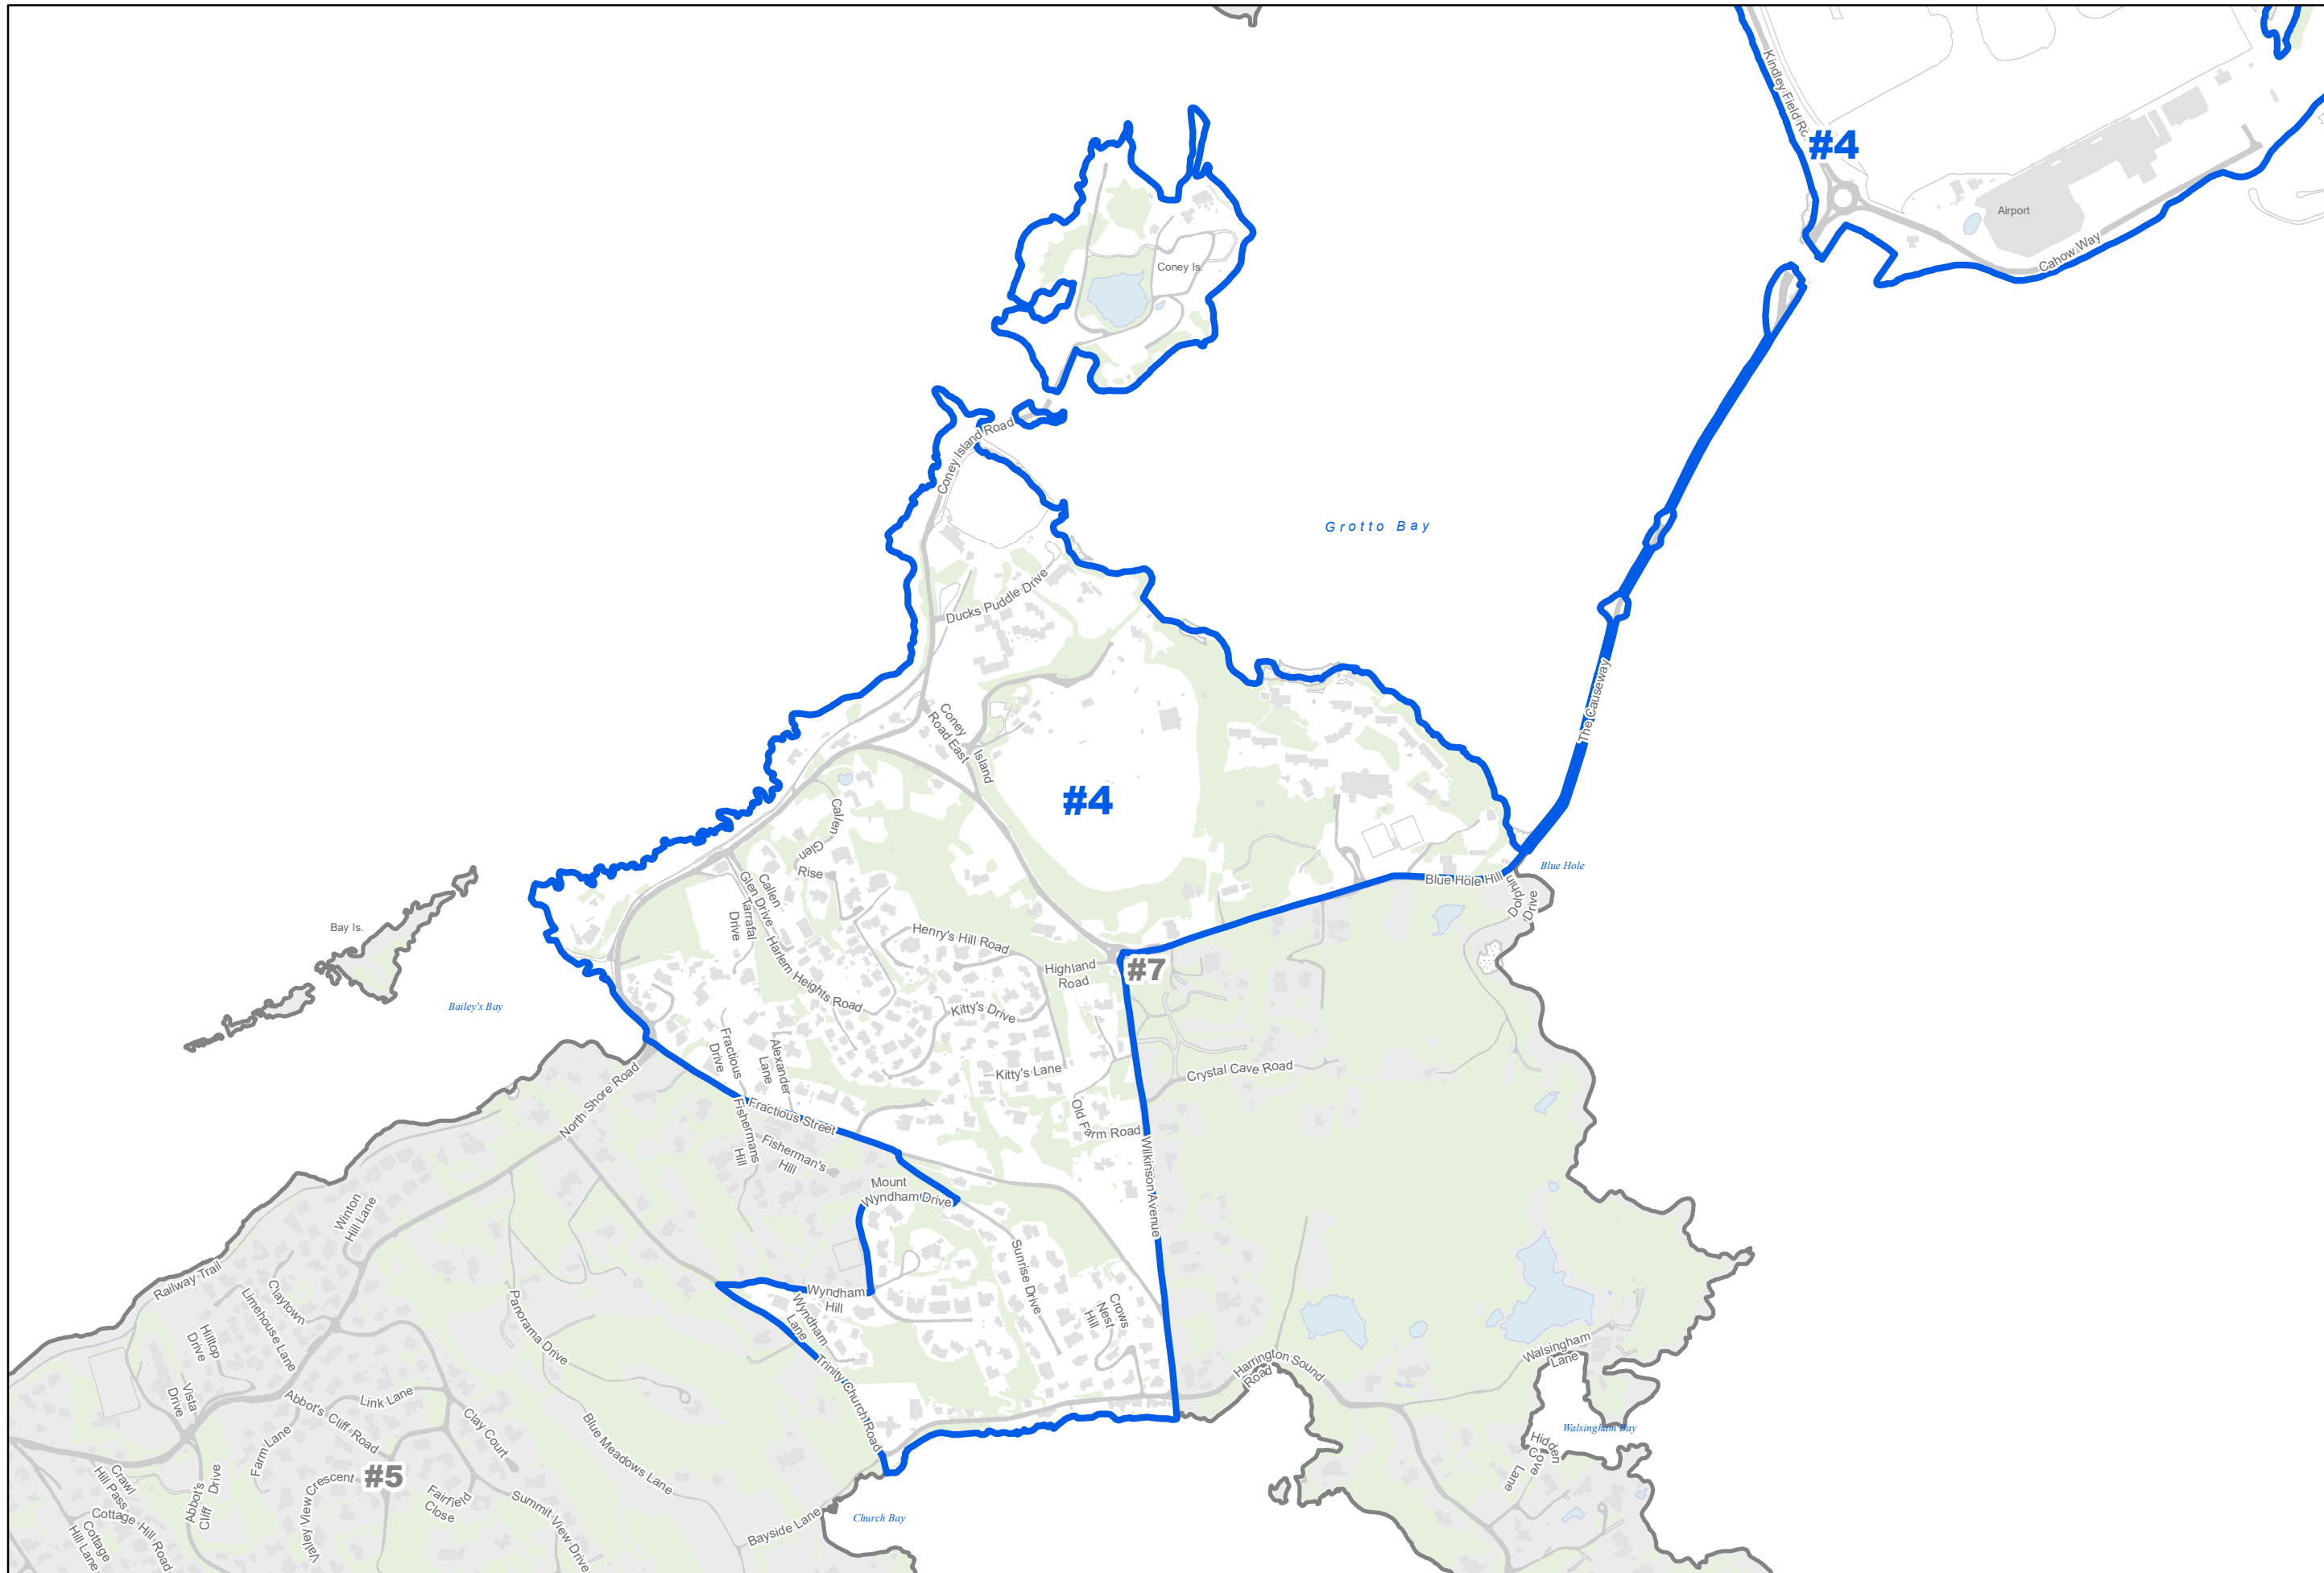 Kindley Field Rd
#4
Airport
Cahow Way
Coney Is.
Coney Island Road
Grotto Bay
Ducks Puddle Drive
The Causeway
Coney
Island
Road East
#4
Callen
Glen
Rise
Callen
Glen Drive
Tarrafal
Drive
Blue Hole Hill
Blue Hole
Dolphin
Drive
Bay Is.
Henry's Hill Road
Harlem Heights Road
Highland
Road
#7
Bailey's Bay
Kitty's Drive
Fractious
Drive
Alexander
Lane
Kitty's Lane
Crystal Cave Road
North Shore Road
Fractious Street
Fishermans
Hill
Old Farm Road
Fisherman's
Hill
Wilkinson Avenue
Mount
Wyndham Drive
Winton
Hill Lane
Sunrise Drive
Railway Trail
Claytown
Limehouse Lane
Hilltop
Drive
Panorama Drive
Wyndham
Hill
Wyndham
Lane
Crows
Nest
Hill
Trinity Church Road
Harrington Sound
Road
Walsingham
Lane
Vista
Drive
Link Lane
Abbot's Cliff Road
Clay Court
Blue Meadows Lane
Farm Lane
Walsingham Bay
Hidden
Cove
Lane
Crawl
Hill Pass
Abbot's
Cliff Drive
#5
Valley View Crescent
Fairfield
Close
Summit View Drive
Cottage Hill Road
Cottage
Hill Lane
Bayside Lane
Church Bay